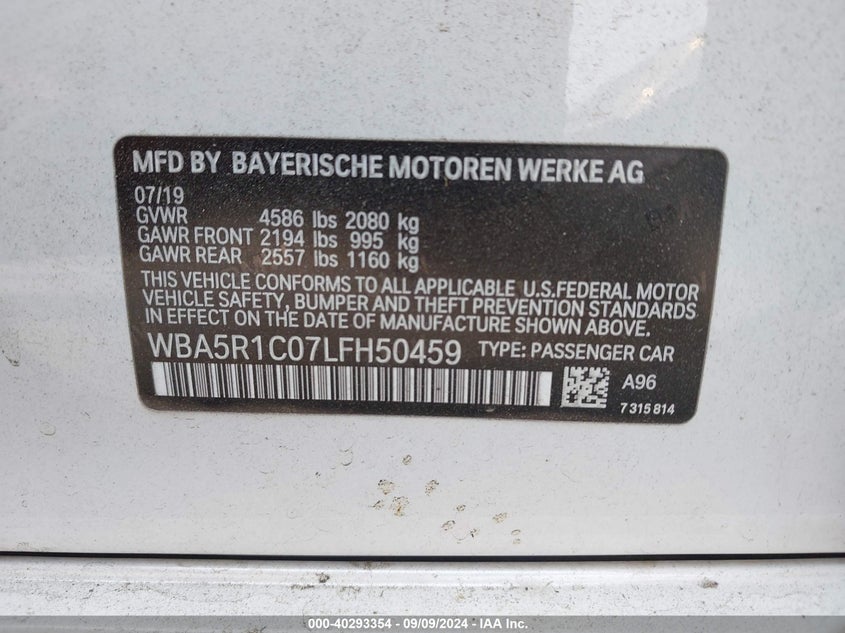 MFD BY BAYERISCHE MOTOREN WERKE AG
07/19
GVWR 4586 lbs 2080 kg
GAWR FRONT 2194 lbs 995 kg
GAWR REAR 2557 lbs 1160 kg
THIS VEHICLE CONFORMS TO ALL APPLICABLE U.S.FEDERAL MOTOR
VEHICLE SAFETY, BUMPER AND THEFT PREVENTION STANDARDS
IN EFFECT ON THE DATE OF MANUFACTURE SHOWN ABOVE.
WBA5R1C07LFH50459 TYPE: PASSENGER CAR
A96
7 315 814
000-40293354 - 09/09/2024 - IAA Inc.